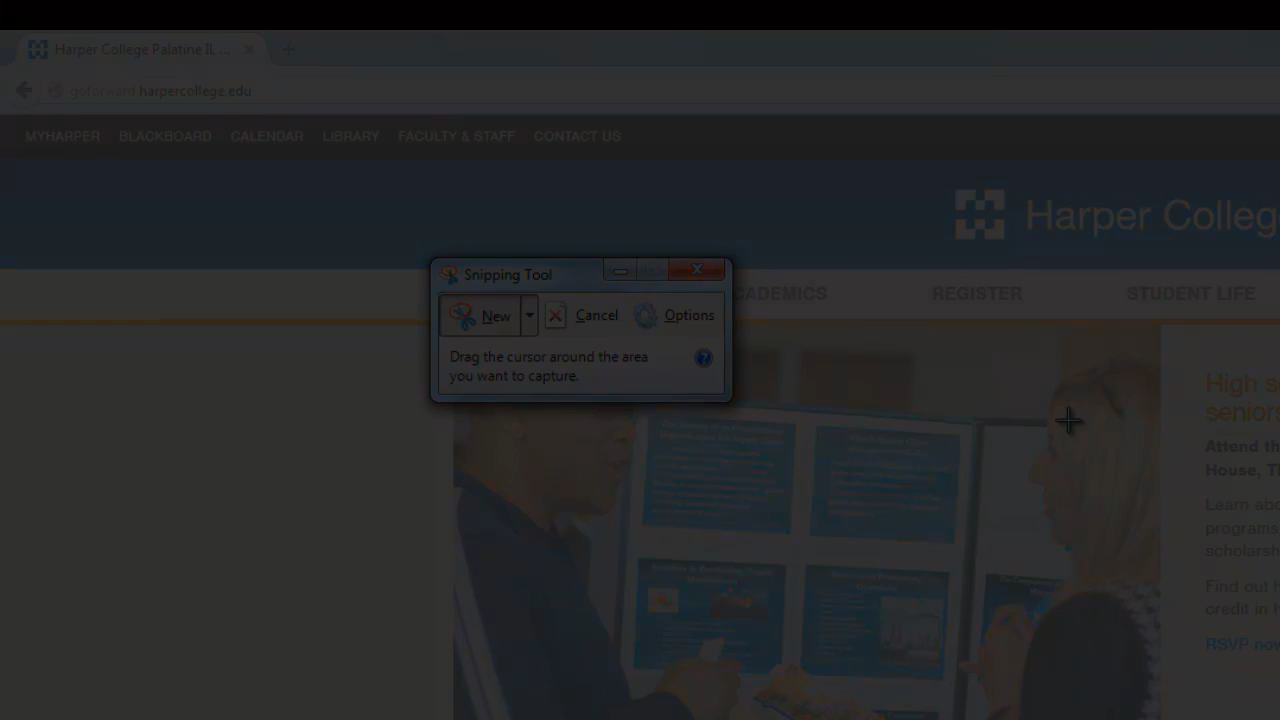 Harper College Palatine IL ...
goforward.harpercollege.edu
MYHARPER BLACKBOARD CALENDAR LIBRARY FACULTY & STAFF CONTACT US
Harper Colleg
Snipping Tool
New Cancel Options
Drag the cursor around the area
you want to capture.
CADEMICS REGISTER STUDENT LIFE
High s
senior
Attend th
House, T
Learn abo
programs
scholarsh
Find out h
credit in h
RSVP now